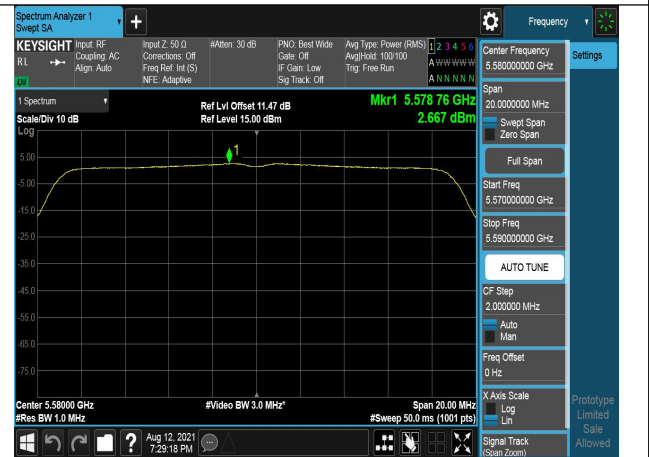 Spectrum Analyzer 1
Swept SA
Frequency
KEYSIGHT
RL
Input: RF
Coupling: AC
Align: Auto
Input Z: 50 Ω
Corrections: Off
Freq Ref: Int (S)
NFE: Adaptive
#Atten: 30 dB
PNO: Best Wide
Gate: Off
IF Gain: Low
Sig Track: Off
Avg Type: Power (RMS)
Avg|Hold: 100/100
Trig: Free Run
1 2 3 4 5 6
A W W W W W
A N N N N N
Center Frequency
5.580000000 GHz
Settings
Span
20.0000000 MHz
Swept Span
Zero Span
Full Span
Start Freq
5.570000000 GHz
Stop Freq
5.590000000 GHz
AUTO TUNE
CF Step
2.000000 MHz
Auto
Man
Freq Offset
0 Hz
X Axis Scale
Log
Lin
Signal Track
(Span Zoom)
Prototype
Limited
Sale
Allowed
1 Spectrum
Scale/Div 10 dB
Log
Ref Lvl Offset 11.47 dB
Ref Level 15.00 dBm
Mkr1 5.578 76 GHz
2.667 dBm
1
5.00
-5.00
-15.0
-25.0
-35.0
-45.0
-55.0
-65.0
-75.0
Center 5.58000 GHz
#Res BW 1.0 MHz
#Video BW 3.0 MHz*
Span 20.00 MHz
#Sweep 50.0 ms (1001 pts)
?
Aug 12, 2021
7:29:18 PM